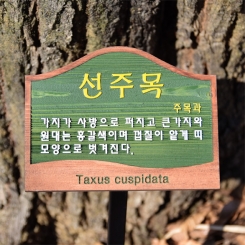 선주목
주목과
가지가 사방으로 퍼지고 큰가지와
원대는 홍갈색이며 껍질이 얕게 띠
모양으로 벗겨진다.
Taxus cuspidata